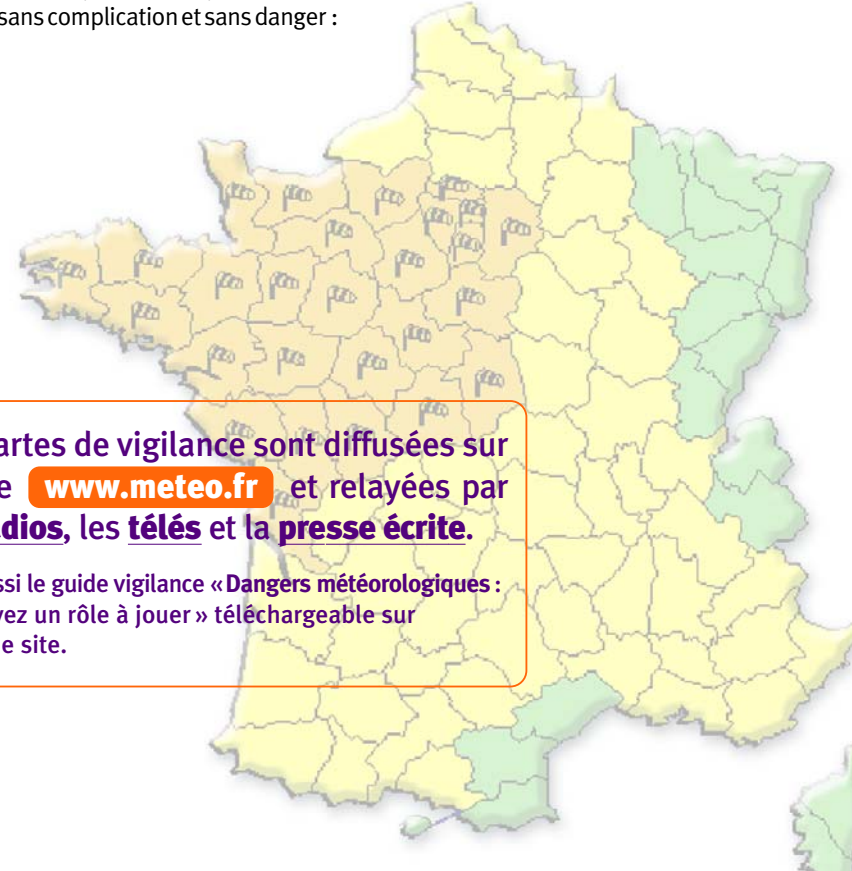 sans complication et sans danger :
artes de vigilance sont diffusées sur
e www.meteo.fr et relayées par
dios, les télés et la presse écrite.
ssi le guide vigilance « Dangers météorologiques :
vez un rôle à jouer » téléchargeable sur
e site.